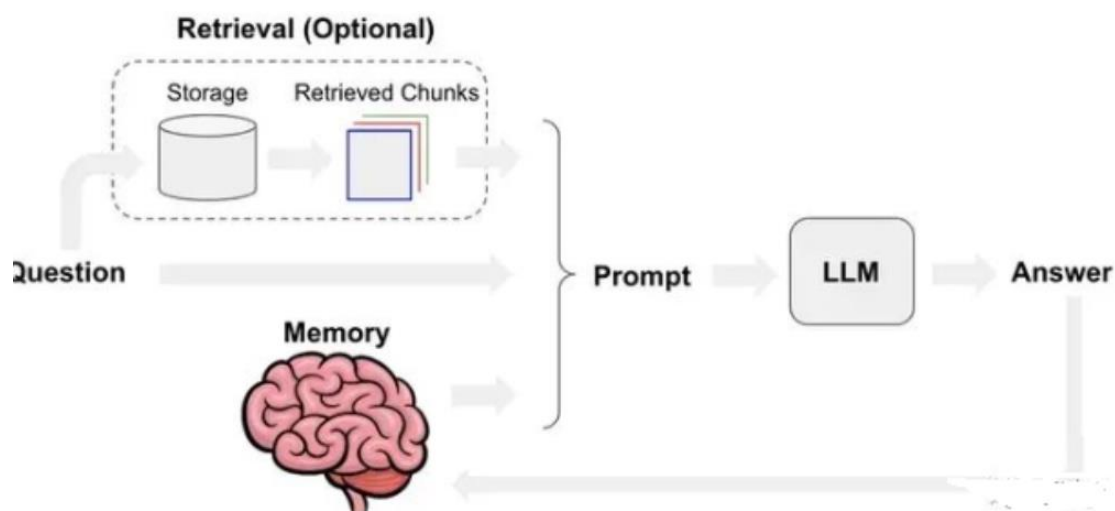 Retrieval (Optional)
Storage
Retrieved Chunks
Question
Prompt
LLM
Answer
Memory